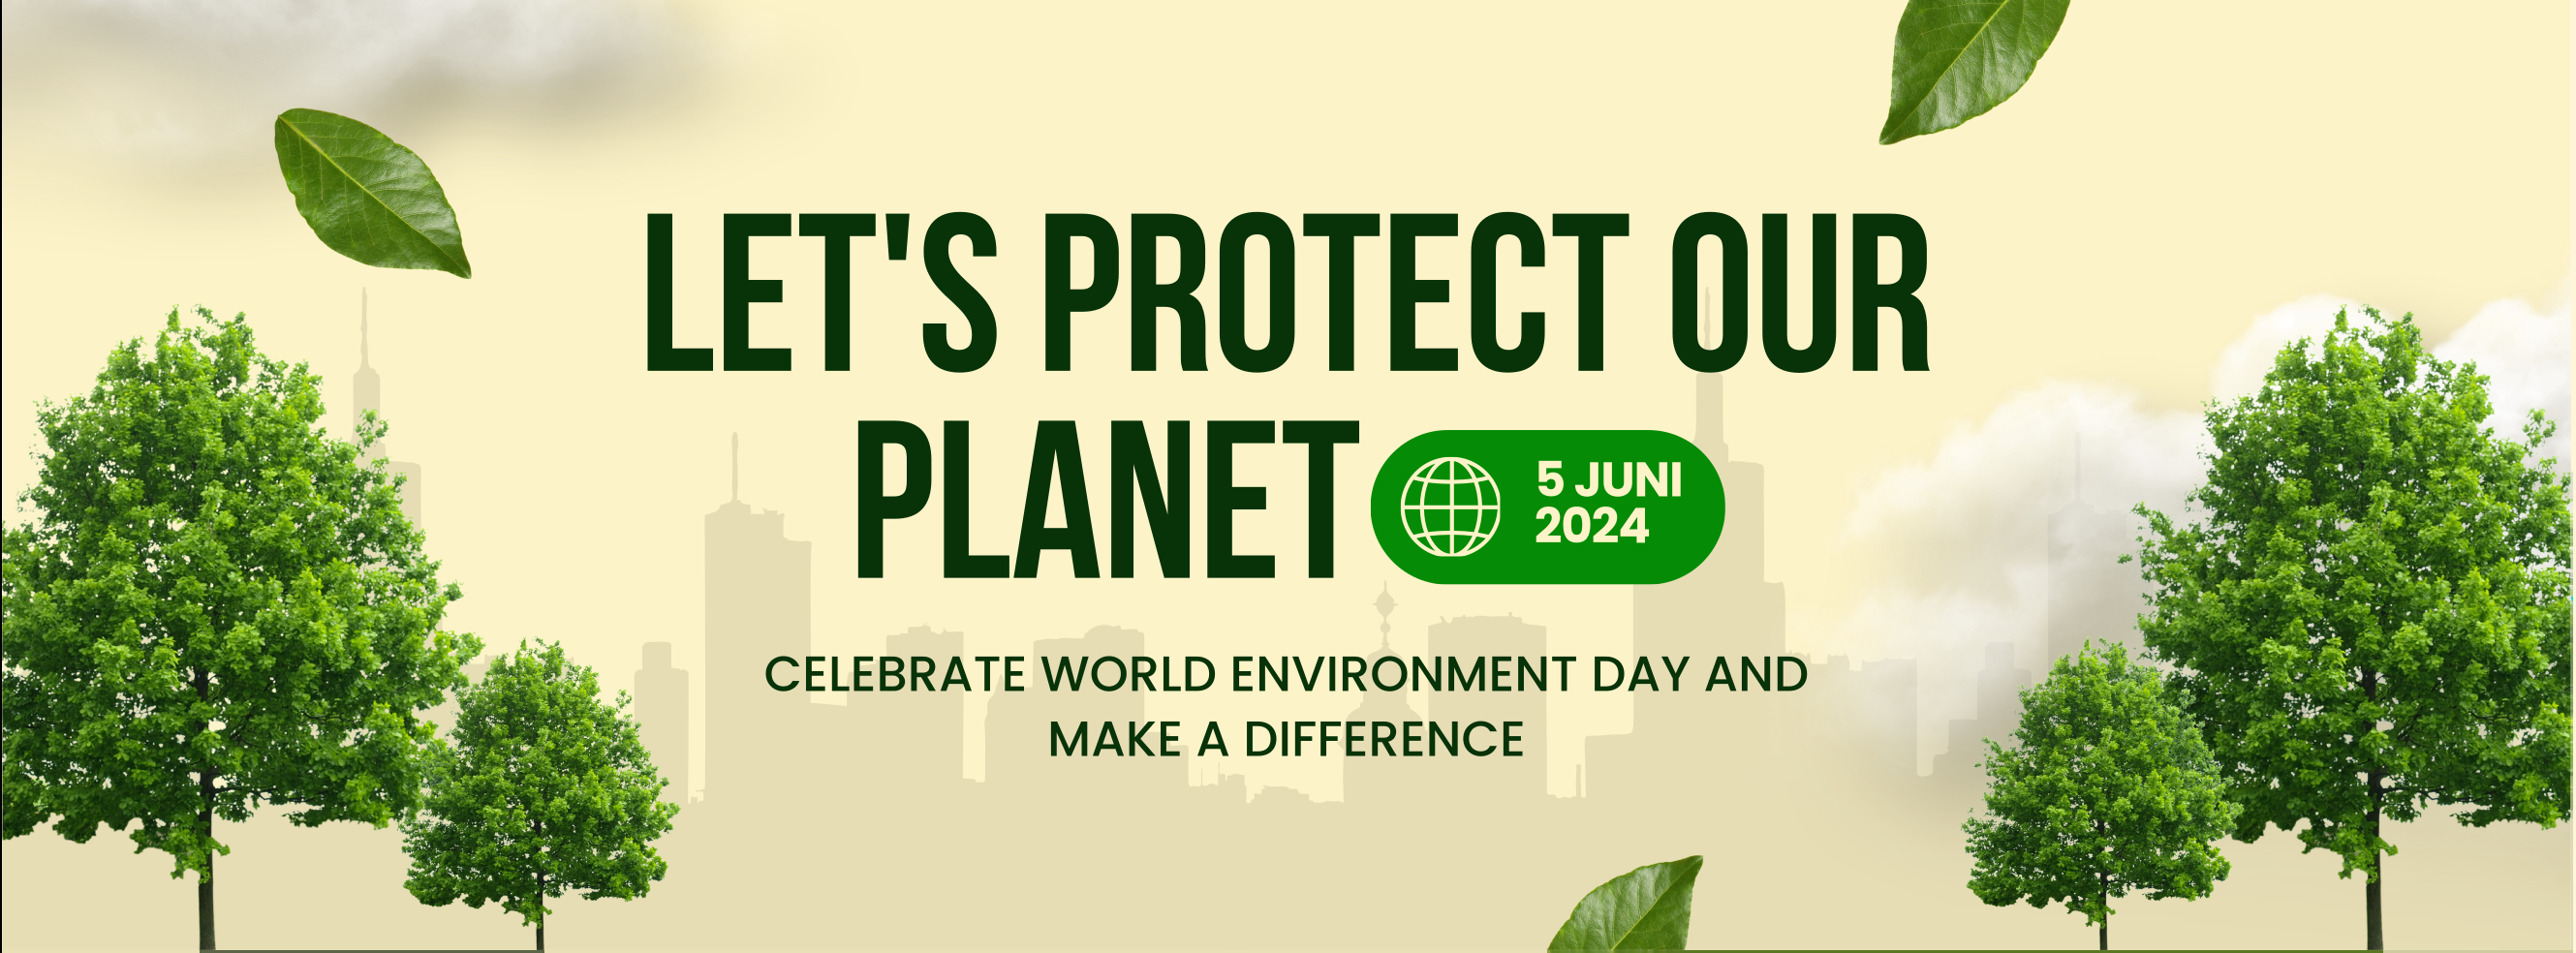 LET'S PROTECT OUR
PLANET
5 JUNI
2024
CELEBRATE WORLD ENVIRONMENT DAY AND
MAKE A DIFFERENCE